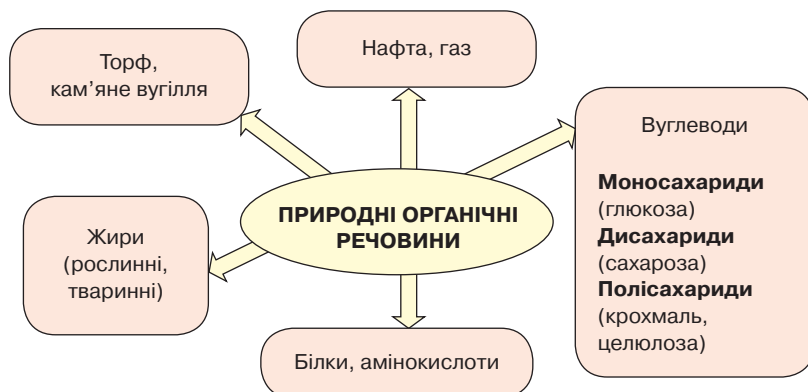 Торф,
кам’яне вугілля
Нафта, газ
Вуглеводи
Моносахариди
(глюкоза)
Дисахариди
(сахароза)
Полісахариди
(крохмаль,
целюлоза)
ПРИРОДНІ ОРГАНІЧНІ
РЕЧОВИНИ
Жири
(рослинні,
тваринні)
Білки, амінокислоти